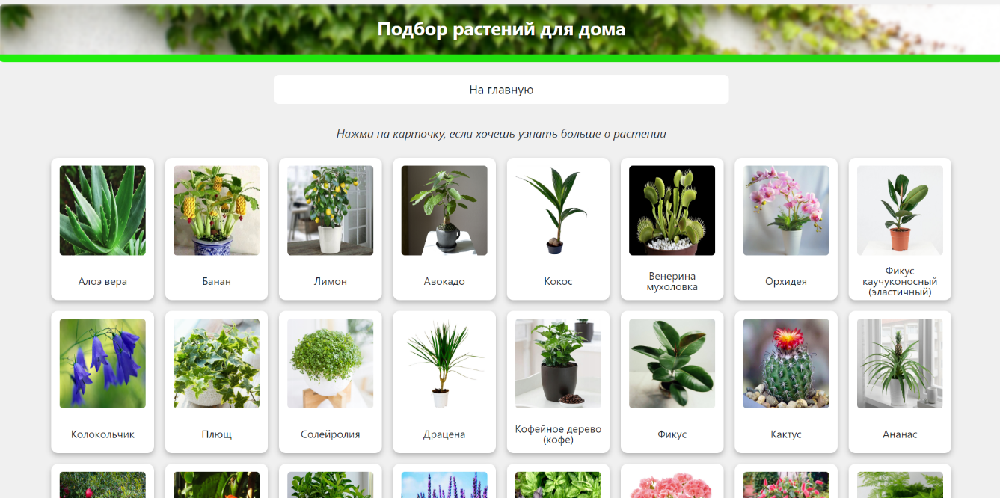 Подбор растений для дома
На главную
Нажми на карточку, если хочешь узнать больше о растении
Алоэ вера
Банан
Лимон
Авокадо
Кокос
Венерина
мухоловка
Орхидея
Фикус
каучуконосный
(эластичный)
Колокольчик
Плющ
Солейролия
Драцена
Кофейное дерево
(кофе)
Фикус
Кактус
Ананас